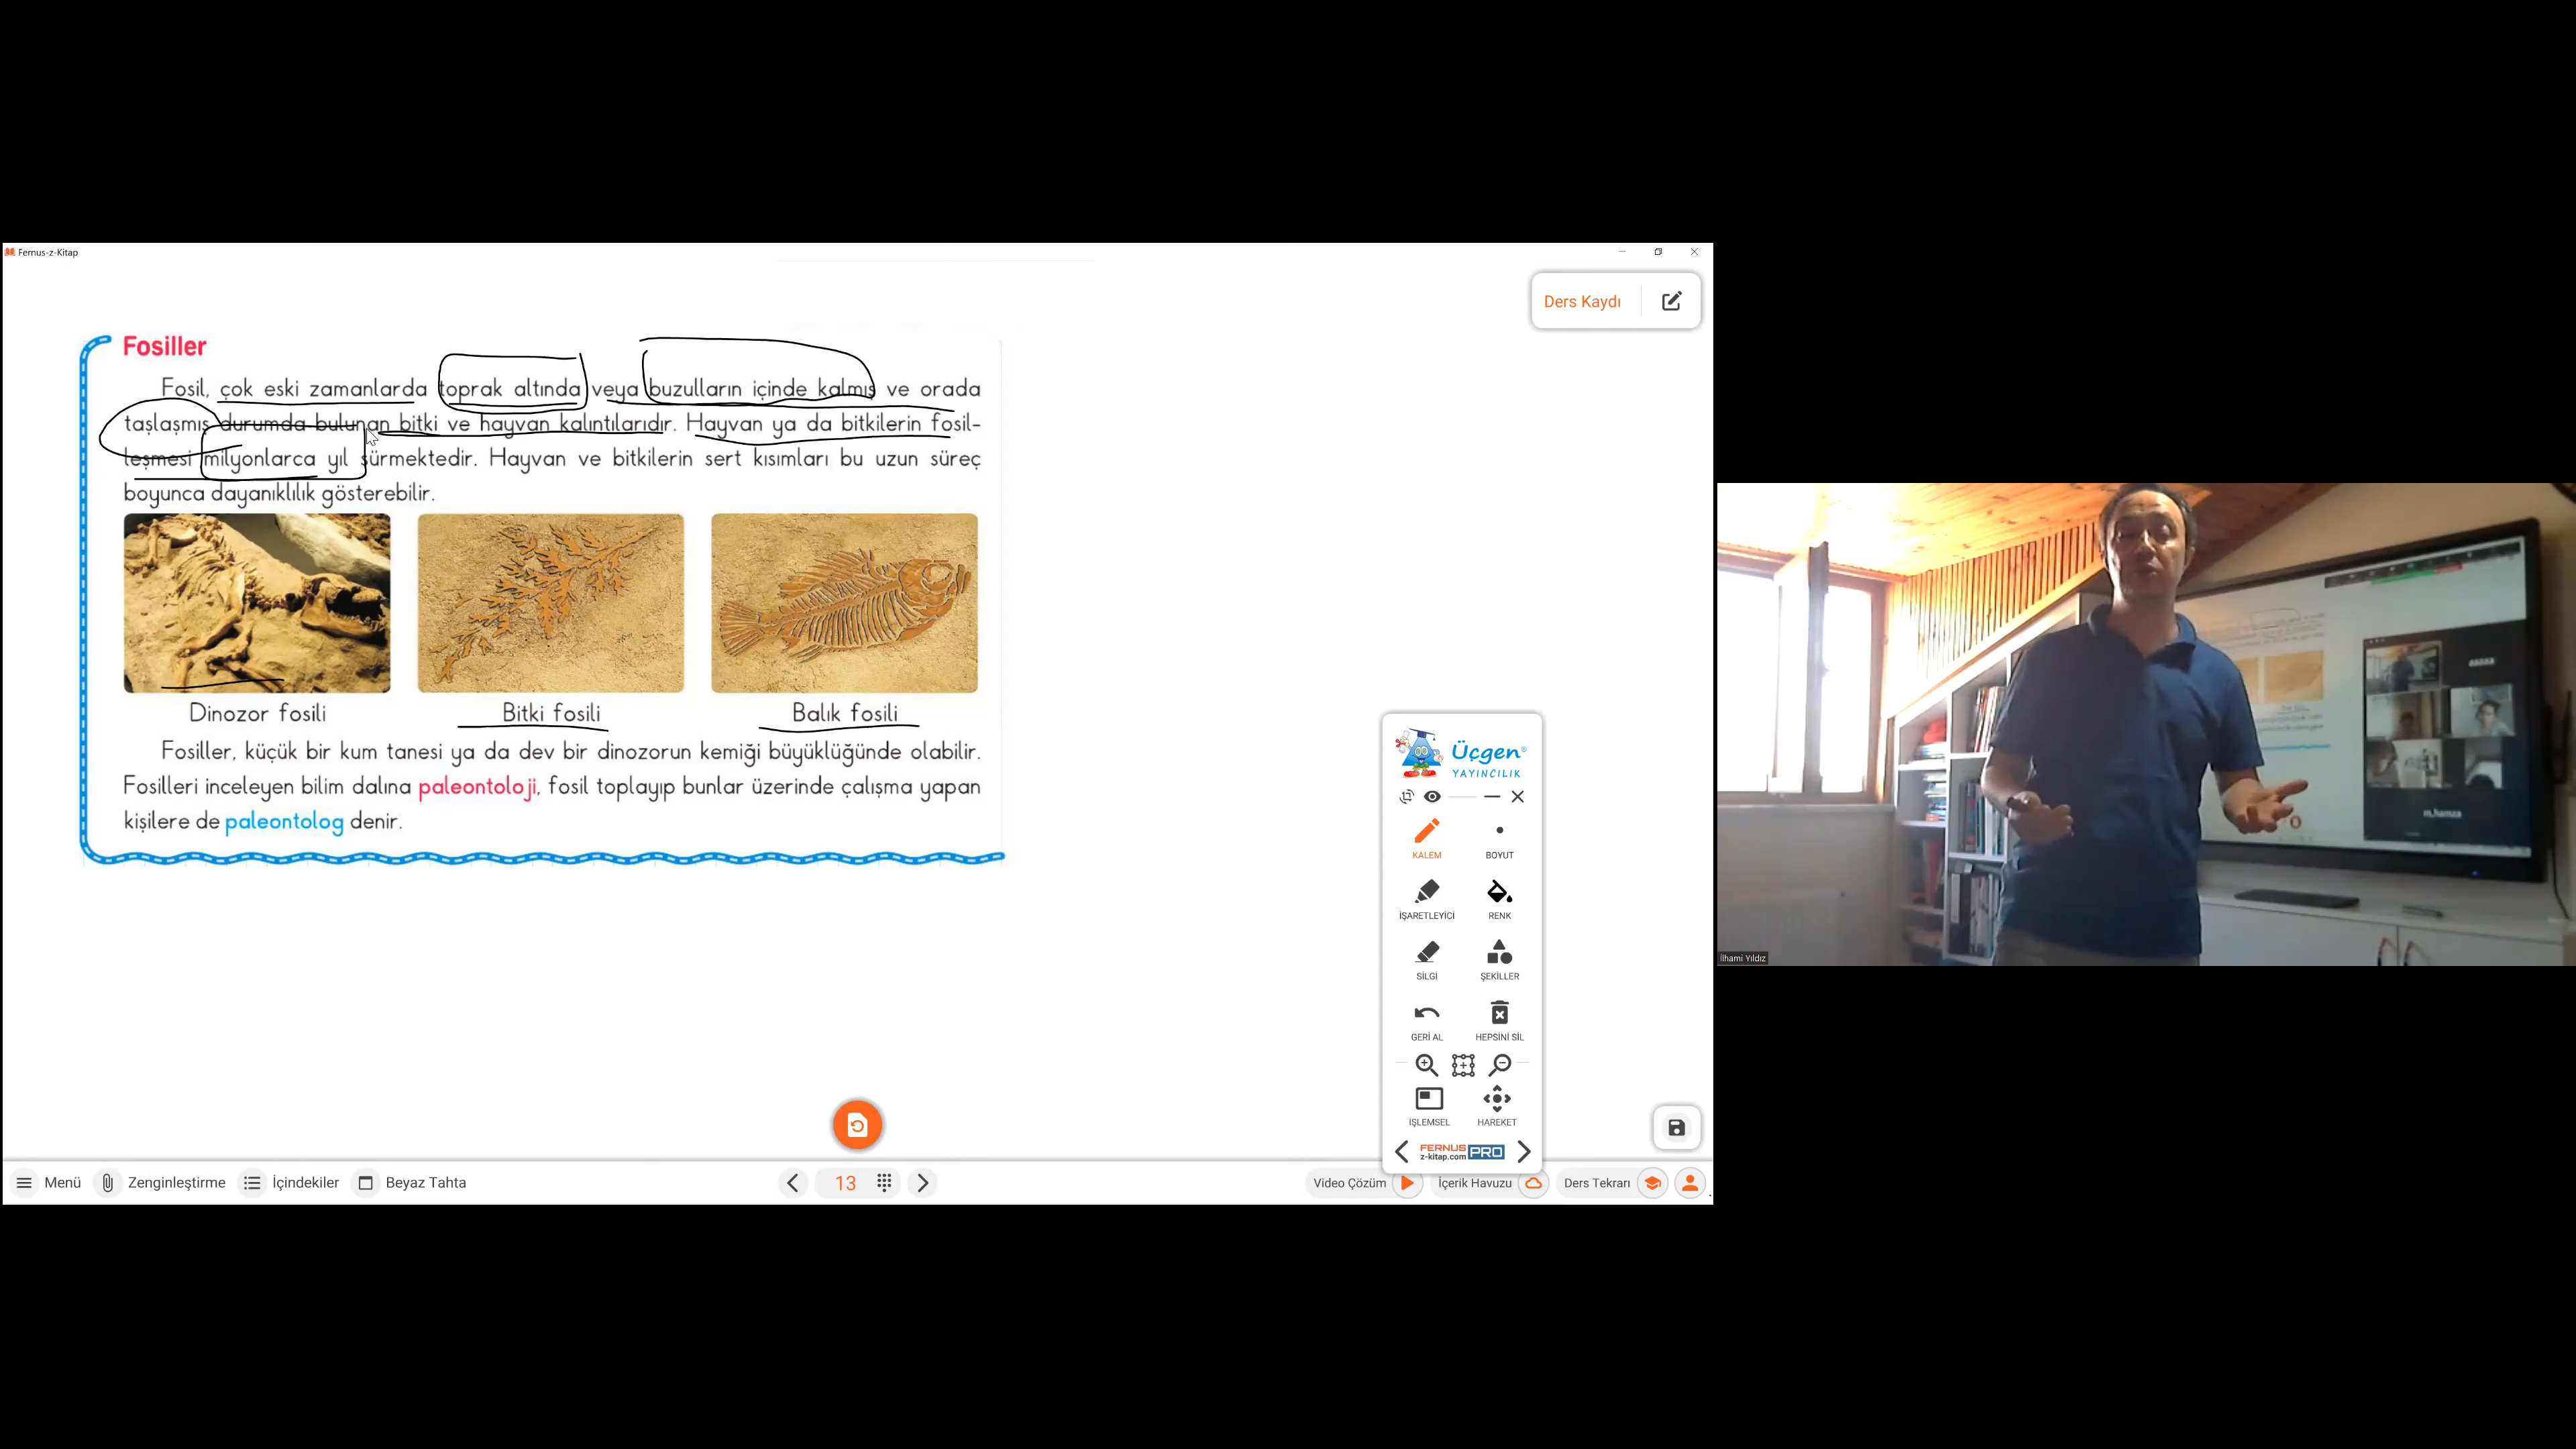 Fernus-z-Kitap
Ders Kaydı
Fosiller
Fosil, çok eski zamanlarda toprak altında veya buzulların içinde kalmış ve orada
taşlaşmış durumda bulunan bitki ve hayvan kalıntılarıdır. Hayvan ya da bitkilerin fosil-
leşmesi milyonlarca yıl sürmektedir. Hayvan ve bitkilerin sert kısımları bu uzun süreç
boyunca dayanıklılık gösterebilir.
Dinozor fosili
Bitki fosili
Balık fosili
Fosiller, küçük bir kum tanesi ya da dev bir dinozorun kemiği büyüklüğünde olabilir.
Fosilleri inceleyen bilim dalına paleontoloji, fosil toplayıp bunlar üzerinde çalışma yapan
kişilere de paleontolog denir.
Üçgen
YAYINCILIK
KALEM
BOYUT
İŞARETLEYİCİ
RENK
SİLGİ
ŞEKİLLER
GERİ AL
HEPSİNİ SİL
İŞLEMSEL
HAREKET
FERNUS
z-kitap.com
PRO
Menü
Zenginleştirme
İçindekiler
Beyaz Tahta
13
Video Çözüm
İçerik Havuzu
Ders Tekrarı
İlhami Yıldız
m.hamza